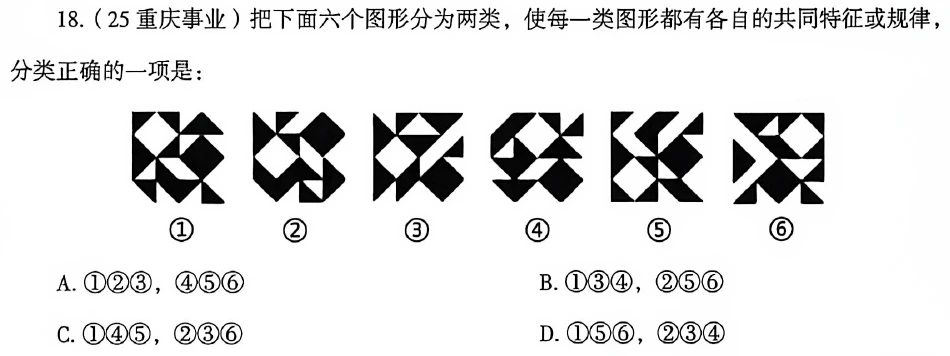 18.（25 重庆事业）把下面六个图形分为两类，使每一类图形都有各自的共同特征或规律，
分类正确的一项是：
① ② ③ ④ ⑤ ⑥
A. ①②③，④⑤⑥ B. ①③④，②⑤⑥
C. ①④⑤，②③⑥ D. ①⑤⑥，②③④